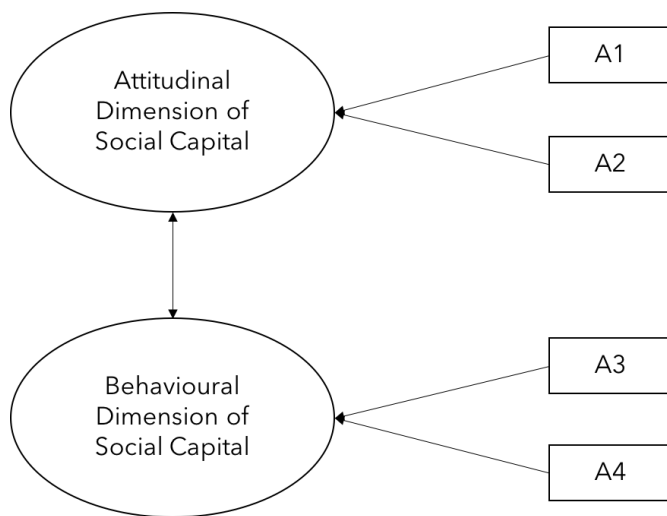 Attitudinal
Dimension of
Social Capital
A1
A2
Behavioural
Dimension of
Social Capital
A3
A4